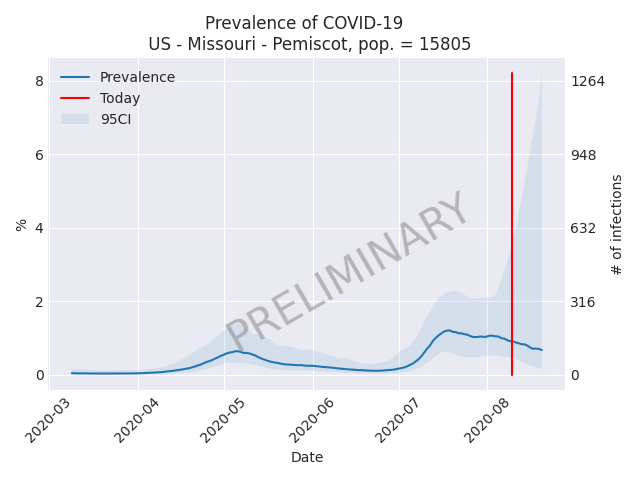 Prevalence of COVID-19
US - Missouri - Pemiscot, pop. = 15805
Prevalence
Today
95CI
8
6
4
2
0
%
1264
948
632
316
0
# of infections
PRELIMINARY
2020-03
2020-04
2020-05
2020-06
2020-07
2020-08
Date